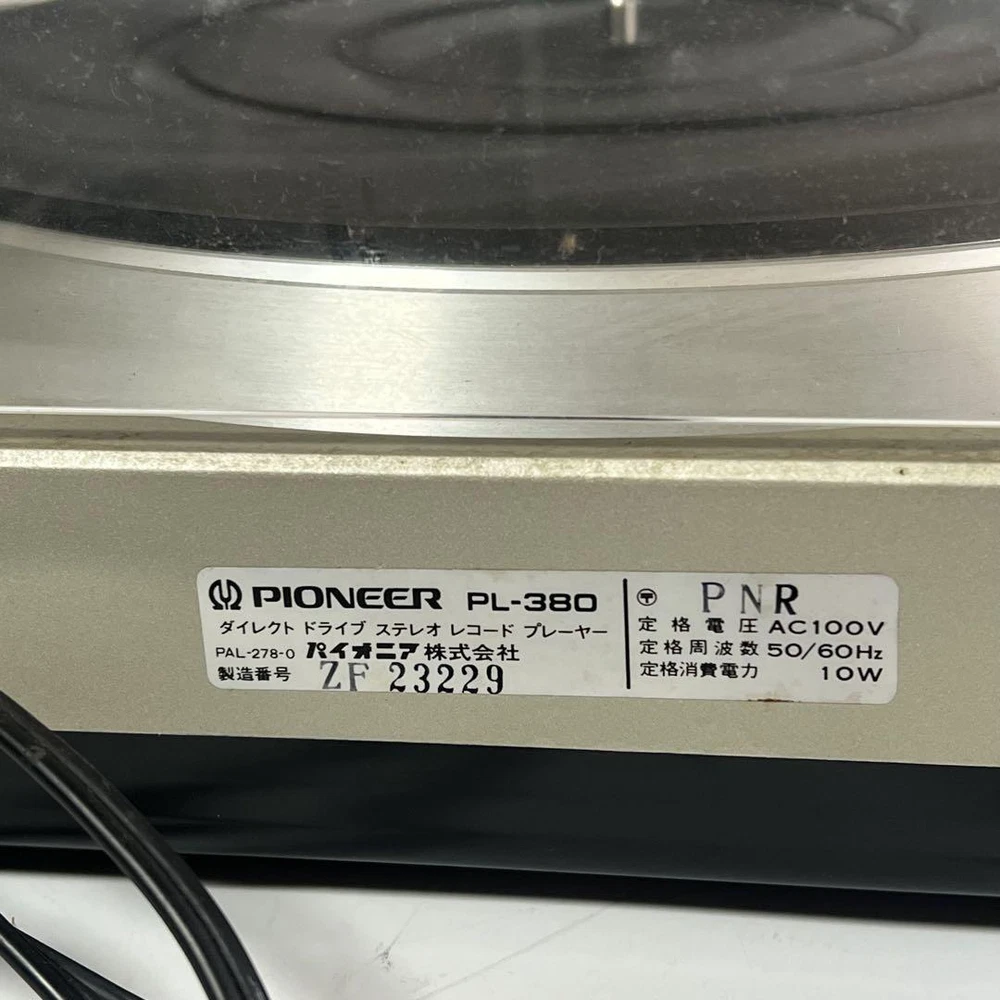 PIONEER PL-380
ダイレクト ドライブ ステレオ レコード プレーヤー
PAL-278-0 パイオニア株式会社
製造番号 ZF 23229
〒 PNR
定格電圧 AC100V
定格周波数 50/60Hz
定格消費電力 10W